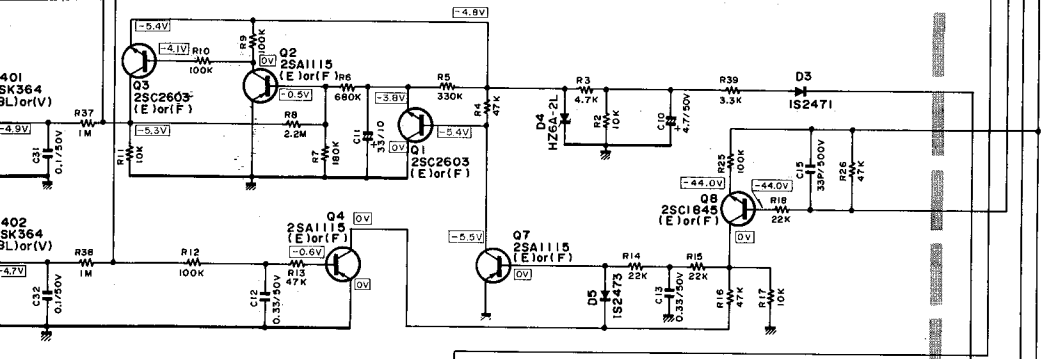 -4.8V
-5.4V
-4.1V
R10
100K
R9
100K
0V
Q2
2SA1115
(E)or(F)
-0.5V
Q3
2SC2603
(E)or(F)
-5.3V
401
SK364
BL)or(V)
-4.9V
R37
1M
C31
0.1/50V
R11
10K
R8
2.2M
R6
680K
R5
330K
R7
180K
C11
33/10
+
-3.8V
0V
Q1
2SC2603
(E)or(F)
-5.4V
R4
47K
D4
HZ6A-2L
R3
4.7K
R2
10K
C10
4.7/50V
+
R39
3.3K
D3
1S2471
R25
100K
C15
33P/500V
R26
47K
-44.0V
-44.0V
Q8
2SC1845
(E)or(F)
R18
22K
0V
402
SK364
BL)or(V)
-4.7V
R38
1M
C32
0.1/50V
R12
100K
C12
0.33/50V
Q4
2SA1115
(E)or(F)
-0.6V
R13
47K
0V
0V
-5.5V
Q7
2SA1115
(E)or(F)
0V
D5
1S2473
R14
22K
C13
0.33/50V
R15
22K
R16
47K
R17
10K